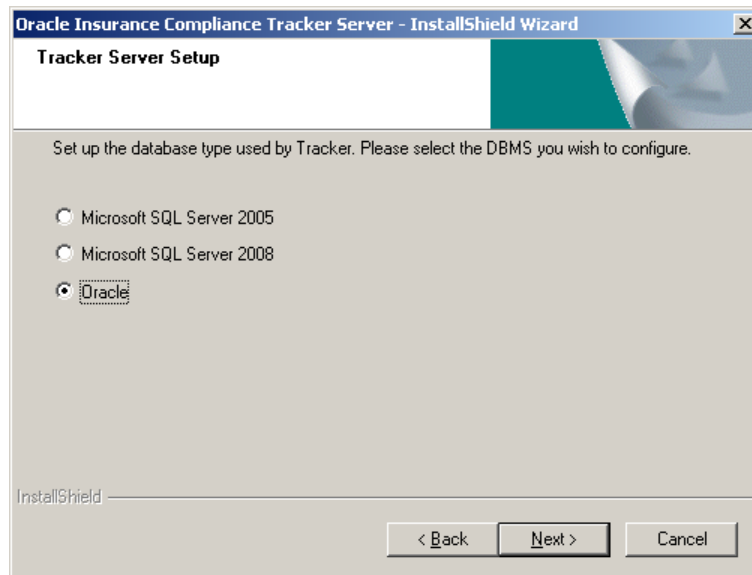 Oracle Insurance Compliance Tracker Server - InstallShield Wizard
Tracker Server Setup
Set up the database type used by Tracker. Please select the DBMS you wish to configure.
Microsoft SQL Server 2005
Microsoft SQL Server 2008
Oracle
InstallShield
< Back Next > Cancel